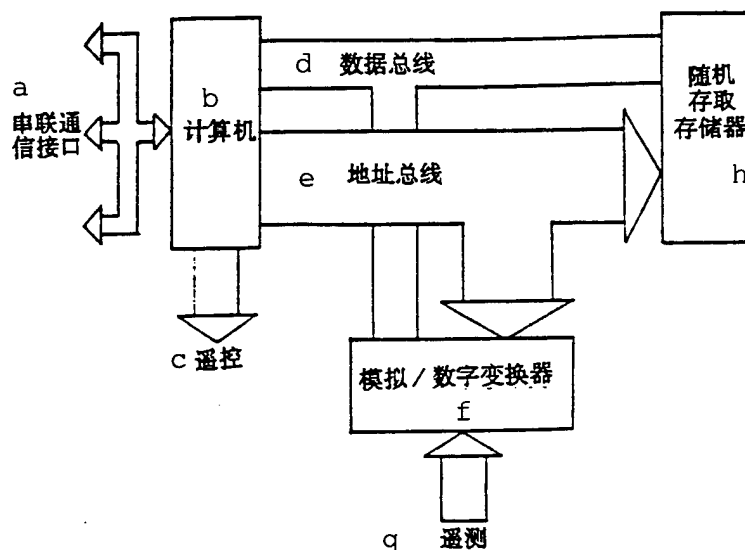 d 数据总线
a
串联通
信接口
b
计算机
随机
存取
存储器
h
e 地址总线
c 遥控
模拟/数字变换器
f
q 遥测